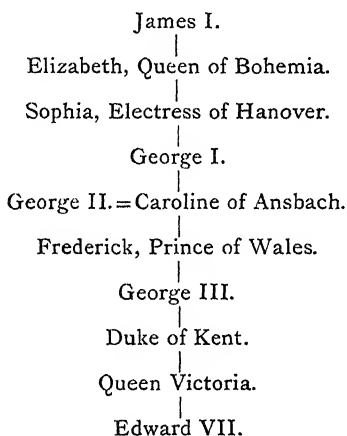 James I.
Elizabeth, Queen of Bohemia.
Sophia, Electress of Hanover.
George I.
George II.=Caroline of Ansbach.
Frederick, Prince of Wales.
George III.
Duke of Kent.
Queen Victoria.
Edward VII.